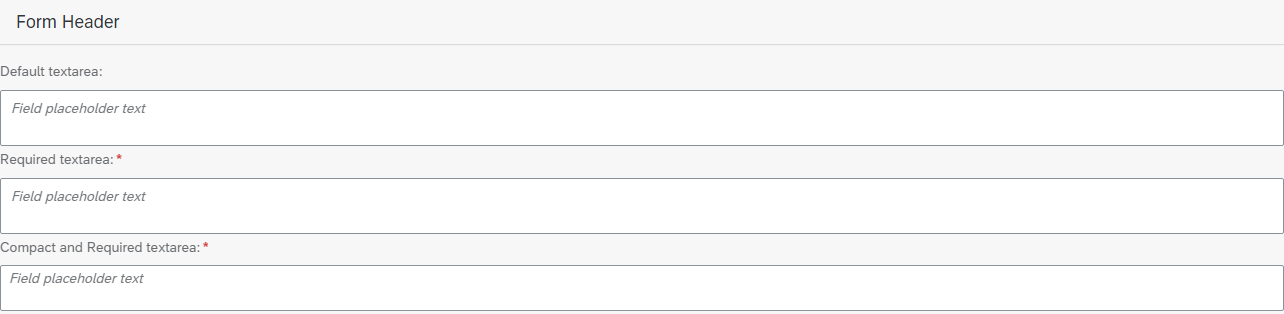 Form Header
Default textarea:
Field placeholder text
Required textarea: *
Field placeholder text
Compact and Required textarea: *
Field placeholder text